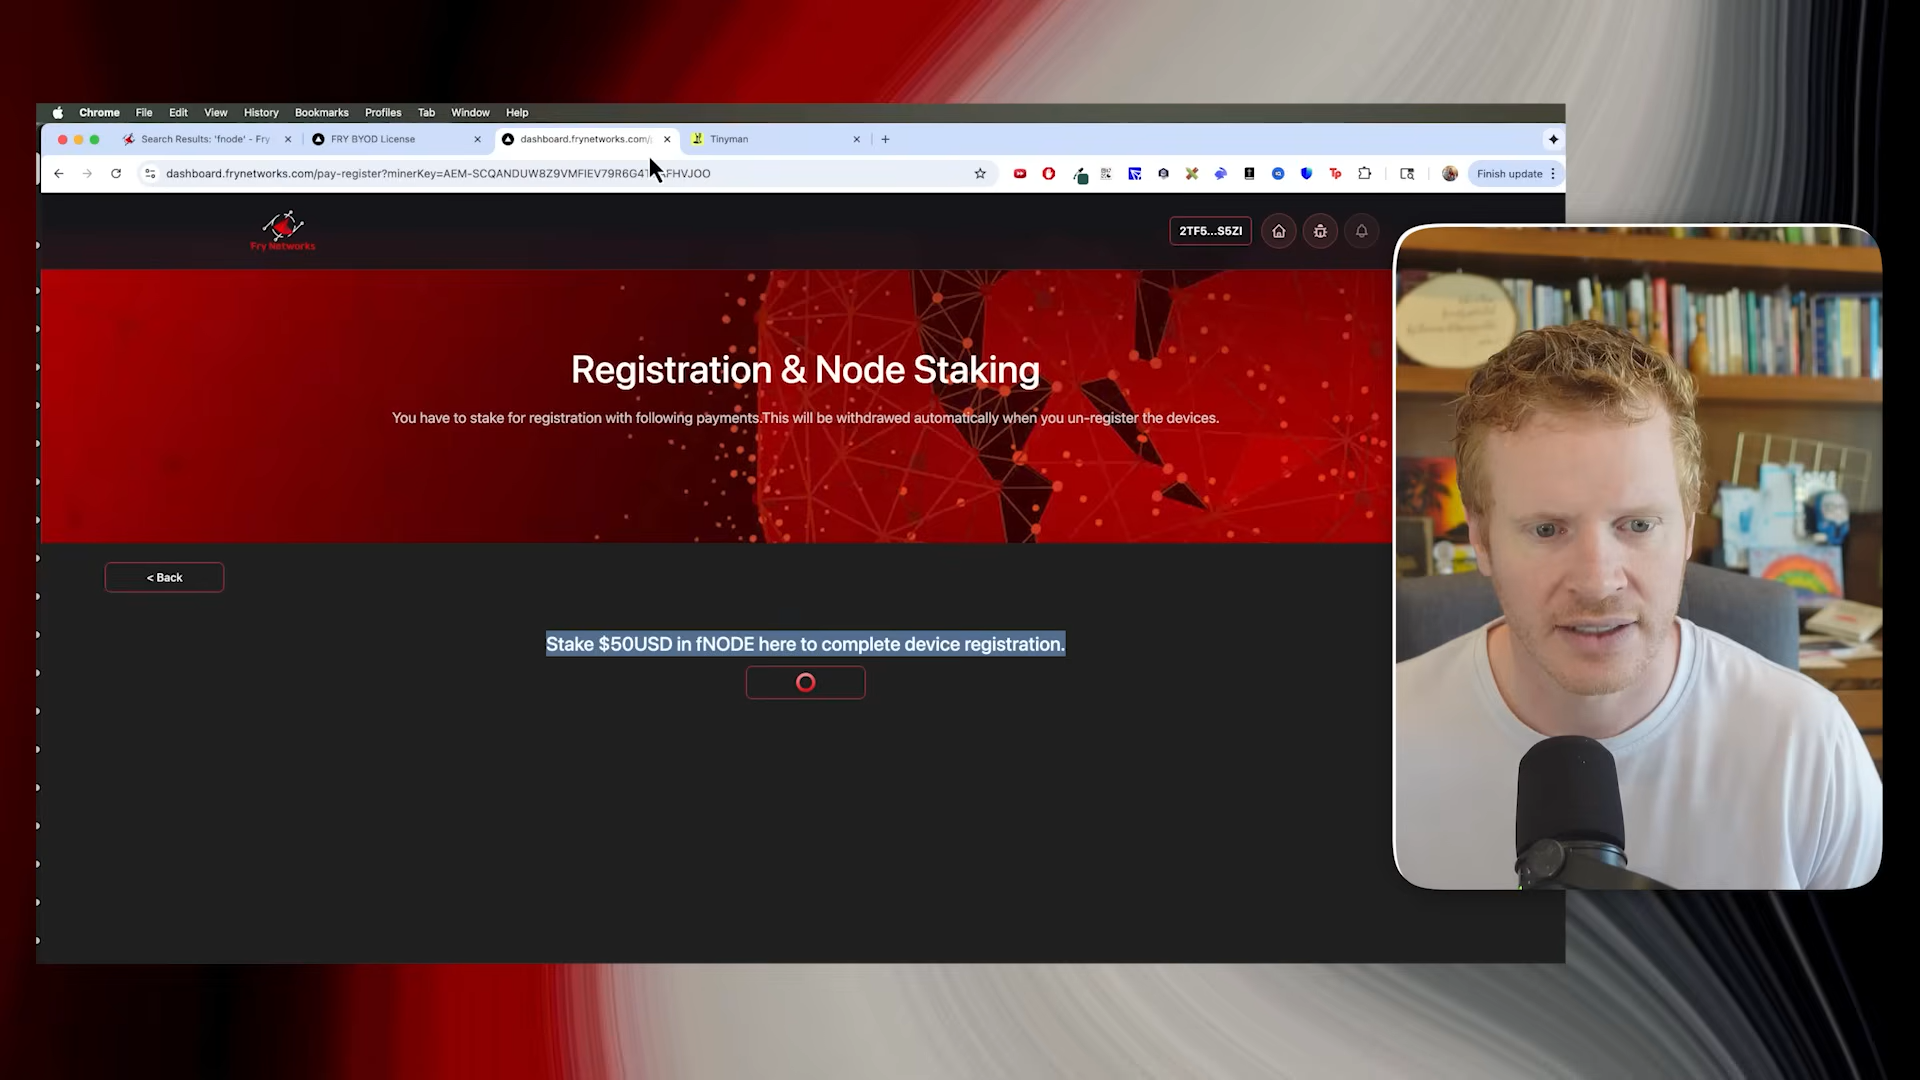 Chrome File Edit View History Bookmarks Profiles Tab Window Help
Search Results: 'fnode' - Fry
FRY BYOD License
dashboard.frynetworks.com/
Tinyman
dashboard.frynetworks.com/pay-register?minerKey=AEM-SCQANDUW8Z9VMFIEV79R6G4 FHVJOO
Finish update
Fry Networks
2TF5...S5ZI
Registration & Node Staking
You have to stake for registration with following payments.This will be withdrawed automatically when you un-register the devices.
< Back
Stake $50USD in fNODE here to complete device registration.